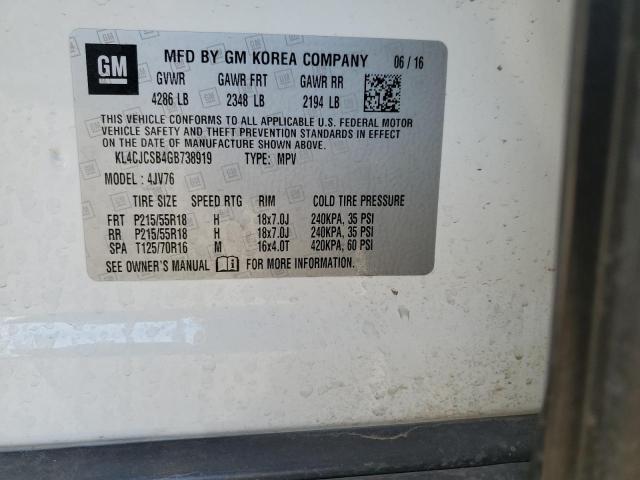 GM
MFD BY GM KOREA COMPANY 06 / 16
GVWR GAWR FRT GAWR RR
4286 LB 2348 LB 2194 LB
THIS VEHICLE CONFORMS TO ALL APPLICABLE U.S. FEDERAL MOTOR
VEHICLE SAFETY AND THEFT PREVENTION STANDARDS IN EFFECT
ON THE DATE OF MANUFACTURE SHOWN ABOVE.
KL4CJCSB4GB738919 TYPE: MPV
MODEL: 4JV76
TIRE SIZE SPEED RTG RIM COLD TIRE PRESSURE
FRT P215/55R18 H 18x7.0J 240KPA, 35 PSI
RR P215/55R18 H 18x7.0J 240KPA, 35 PSI
SPA T125/70R16 M 16x4.0T 420KPA, 60 PSI
SEE OWNER'S MANUAL FOR MORE INFORMATION.